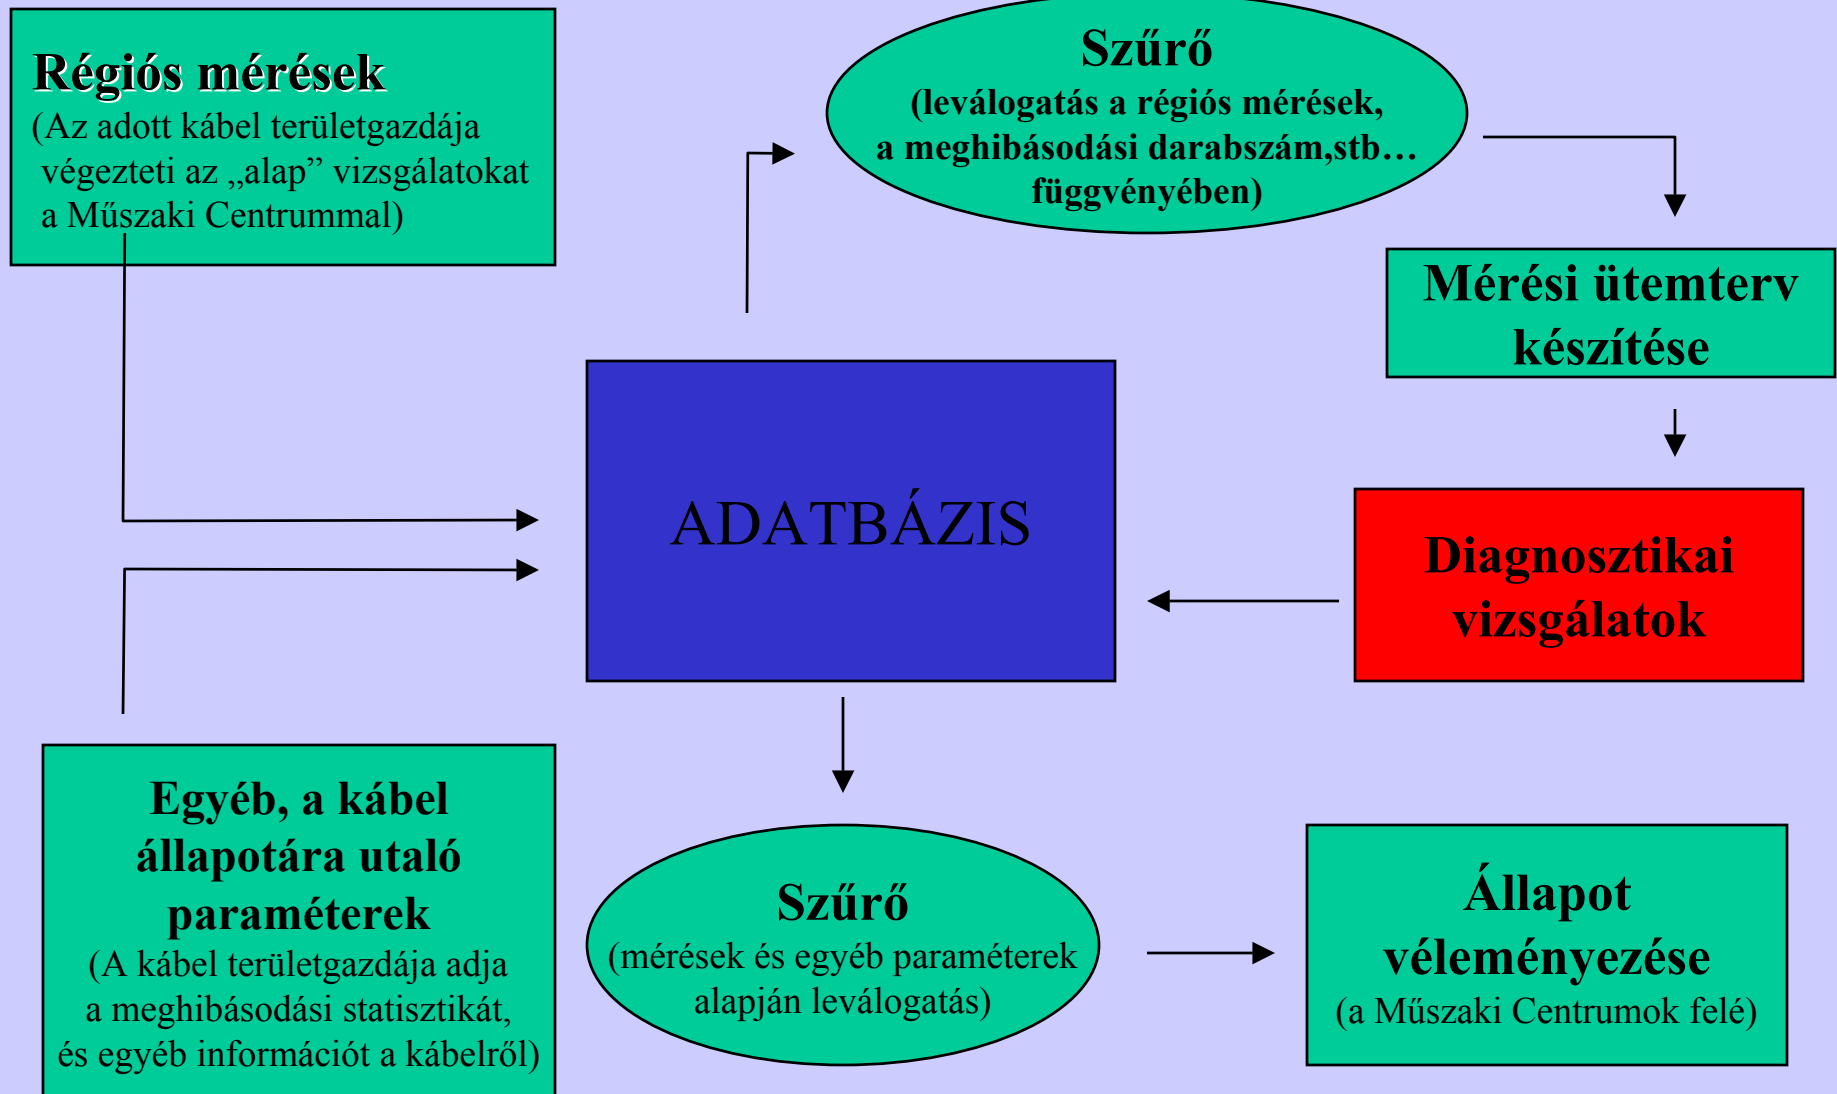 Régiós mérések
(Az adott kábel területgazdája
végezteti az „alap” vizsgálatokat
a Műszaki Centrummal)
Szűrő
(leválogatás a régiós mérések,
a meghibásodási darabszám,stb…
függvényében)
Mérési ütemterv
készítése
ADATBÁZIS
Diagnosztikai
vizsgálatok
Egyéb, a kábel
állapotára utaló
paraméterek
(A kábel területgazdája adja
a meghibásodási statisztikát,
és egyéb információt a kábelről)
Szűrő
(mérések és egyéb paraméterek
alapján leválogatás)
Állapot
véleményezése
(a Műszaki Centrumok felé)